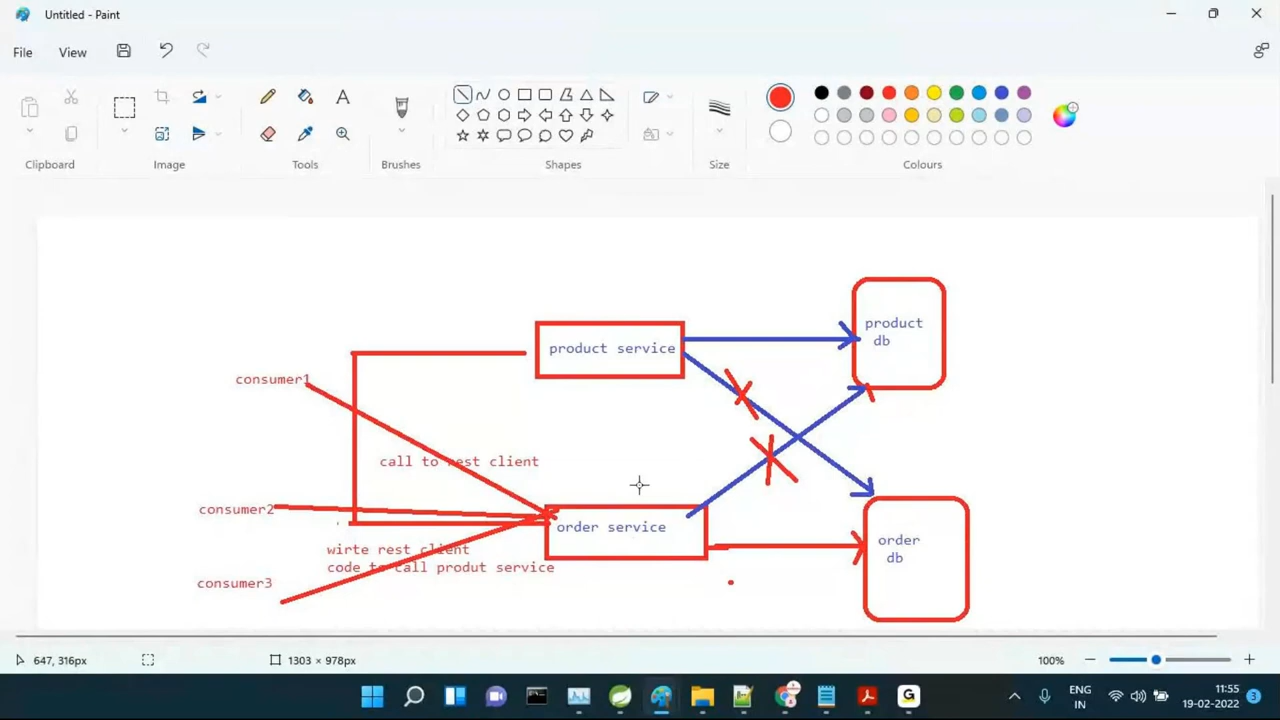 Untitled - Paint
File
View
Clipboard
Image
Tools
Brushes
Shapes
Size
Colours
product
db
product service
consumer1
call to rest client
consumer2
order service
order
db
wirte rest client
code to call produt service
consumer3
647, 316px
1303 × 978px
100%
ENG
IN
11:55
19-02-2022
3